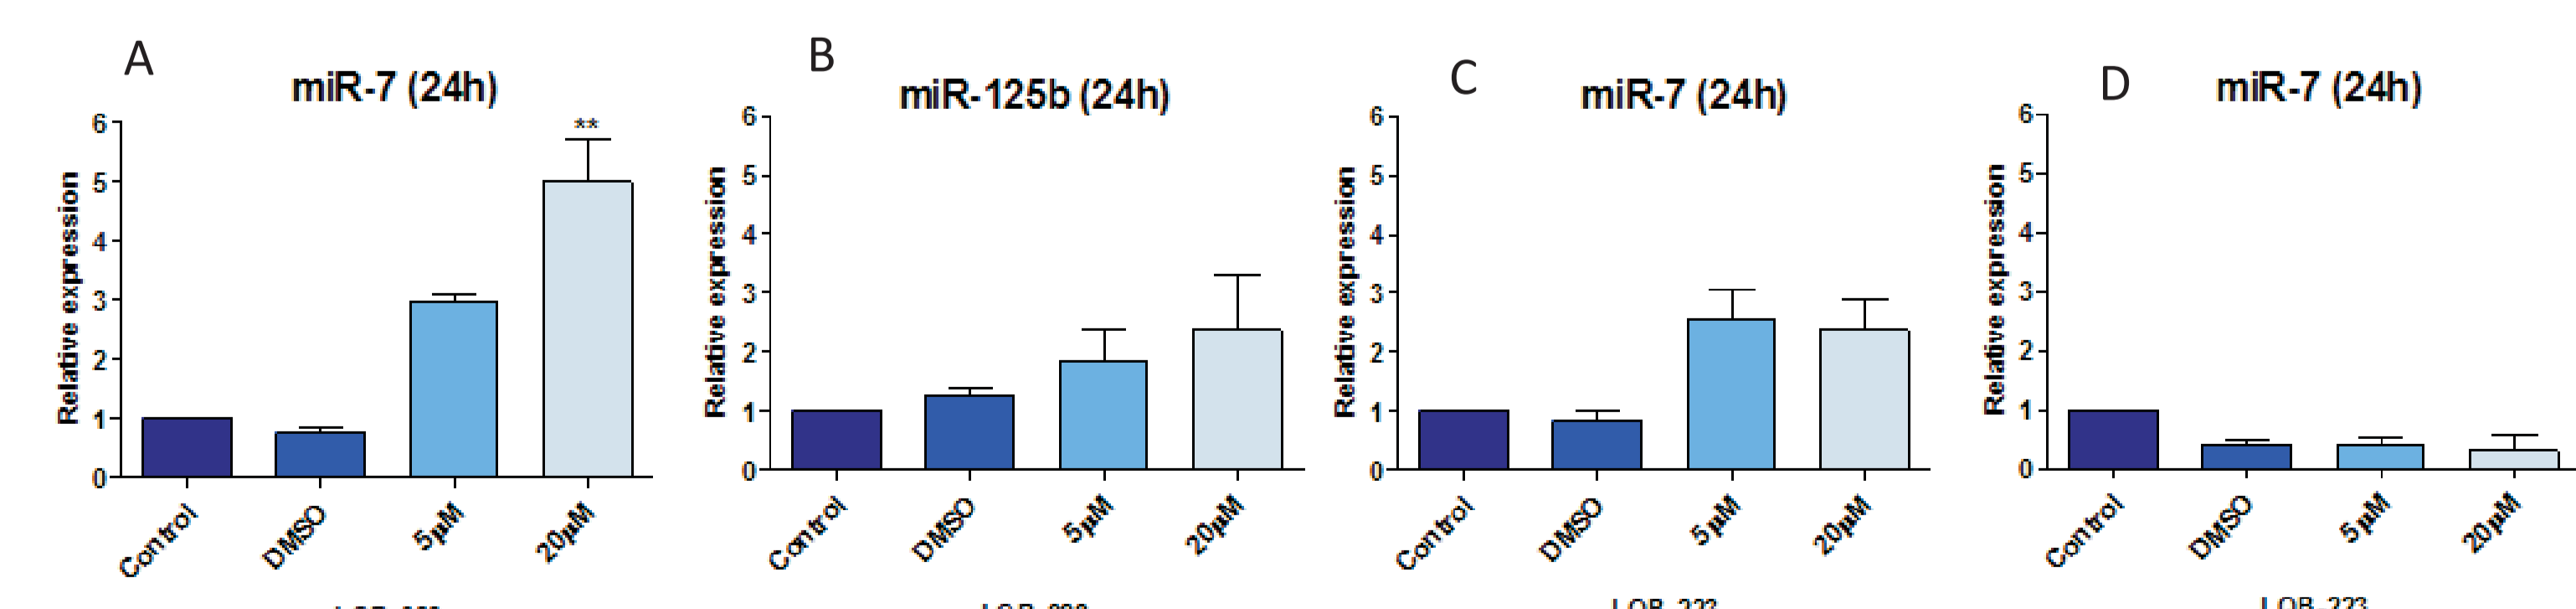 A
miR-7 (24h)
Relative expression
6
5
4
3
2
1
0
**
Control
DMSO
5µM
20µM
B
miR-125b (24h)
Relative expression
6
5
4
3
2
1
0
Control
DMSO
5µM
20µM
C
miR-7 (24h)
Relative expression
6
5
4
3
2
1
0
Control
DMSO
5µM
20µM
D
miR-7 (24h)
Relative expression
6
5
4
3
2
1
0
Control
DMSO
5µM
20µM